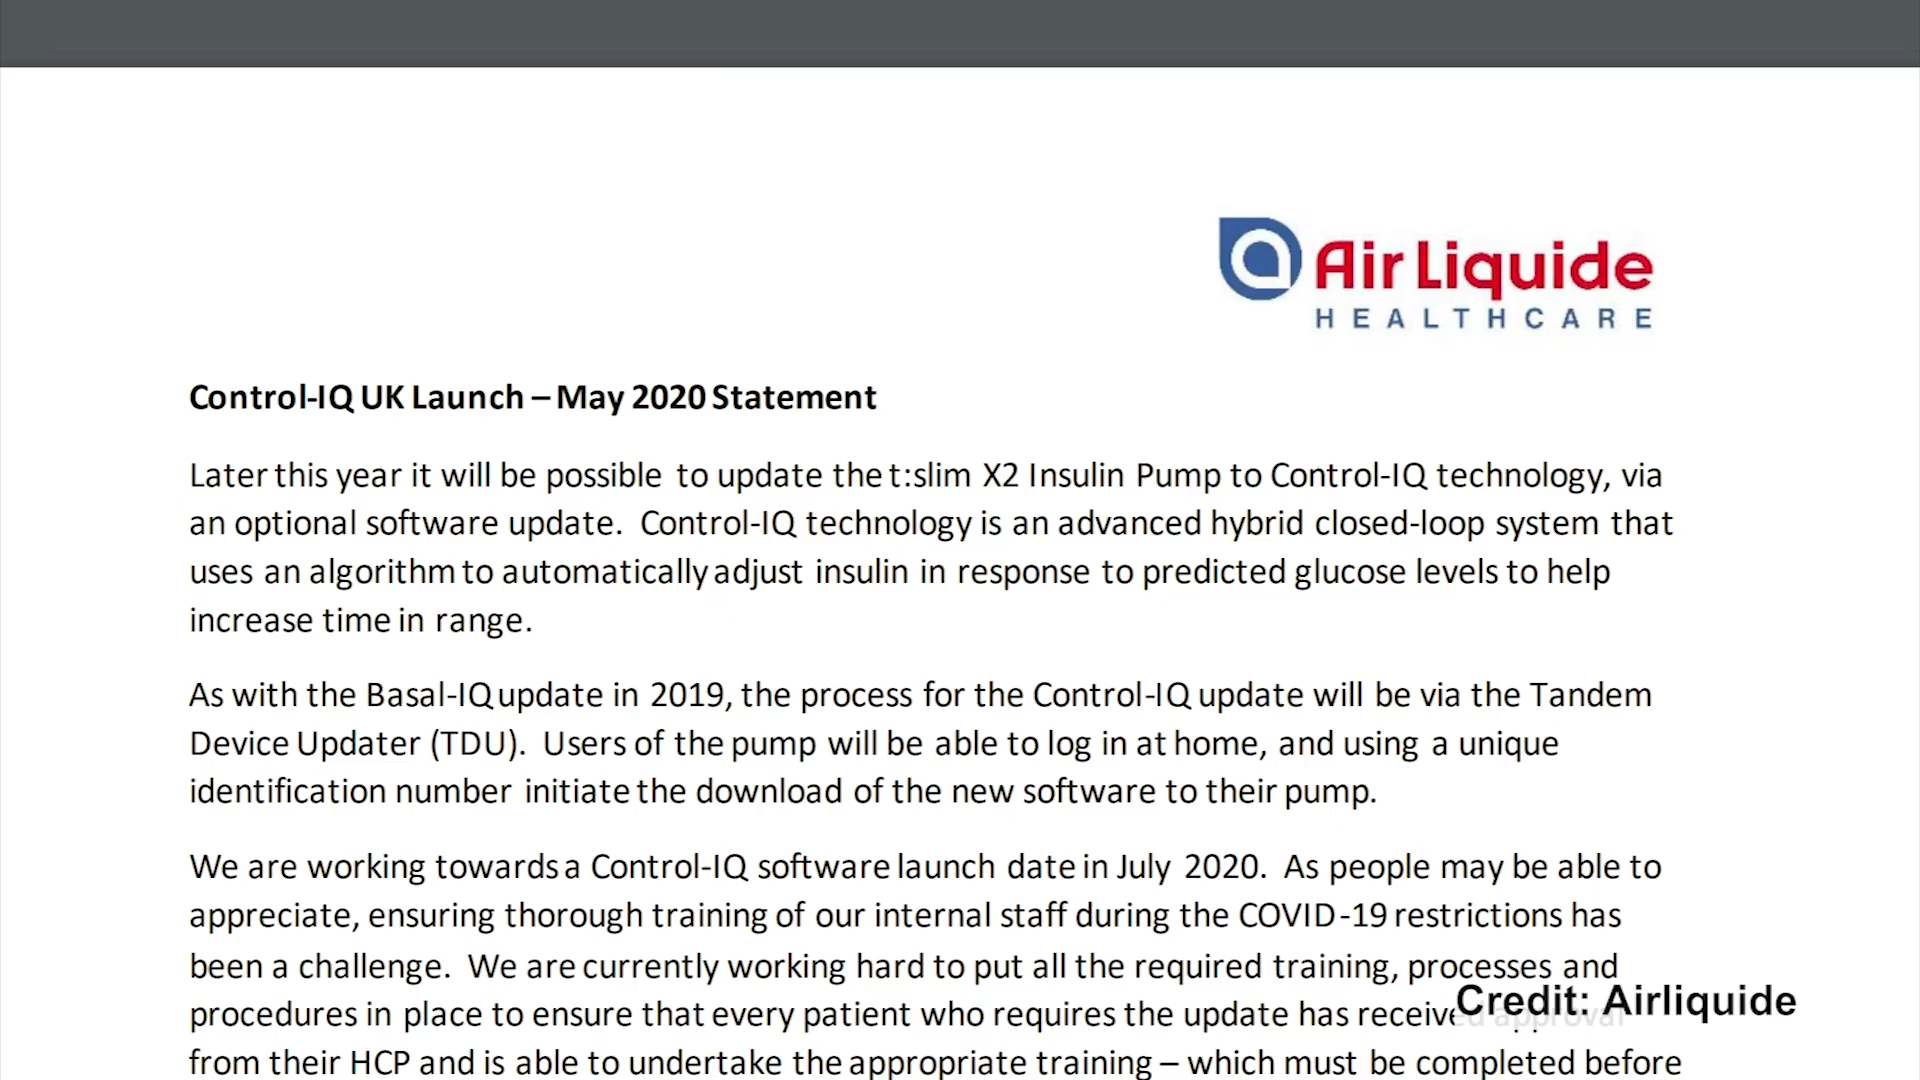 Air Liquide
HEALTHCARE
Control-IQ UK Launch – May 2020 Statement
Later this year it will be possible to update the t:slim X2 Insulin Pump to Control-IQ technology, via
an optional software update. Control-IQ technology is an advanced hybrid closed-loop system that
uses an algorithm to automatically adjust insulin in response to predicted glucose levels to help
increase time in range.
As with the Basal-IQ update in 2019, the process for the Control-IQ update will be via the Tandem
Device Updater (TDU). Users of the pump will be able to log in at home, and using a unique
identification number initiate the download of the new software to their pump.
We are working towards a Control-IQ software launch date in July 2020. As people may be able to
appreciate, ensuring thorough training of our internal staff during the COVID-19 restrictions has
been a challenge. We are currently working hard to put all the required training, processes and
procedures in place to ensure that every patient who requires the update has received approval
from their HCP and is able to undertake the appropriate training – which must be completed before
Credit: Airliquide